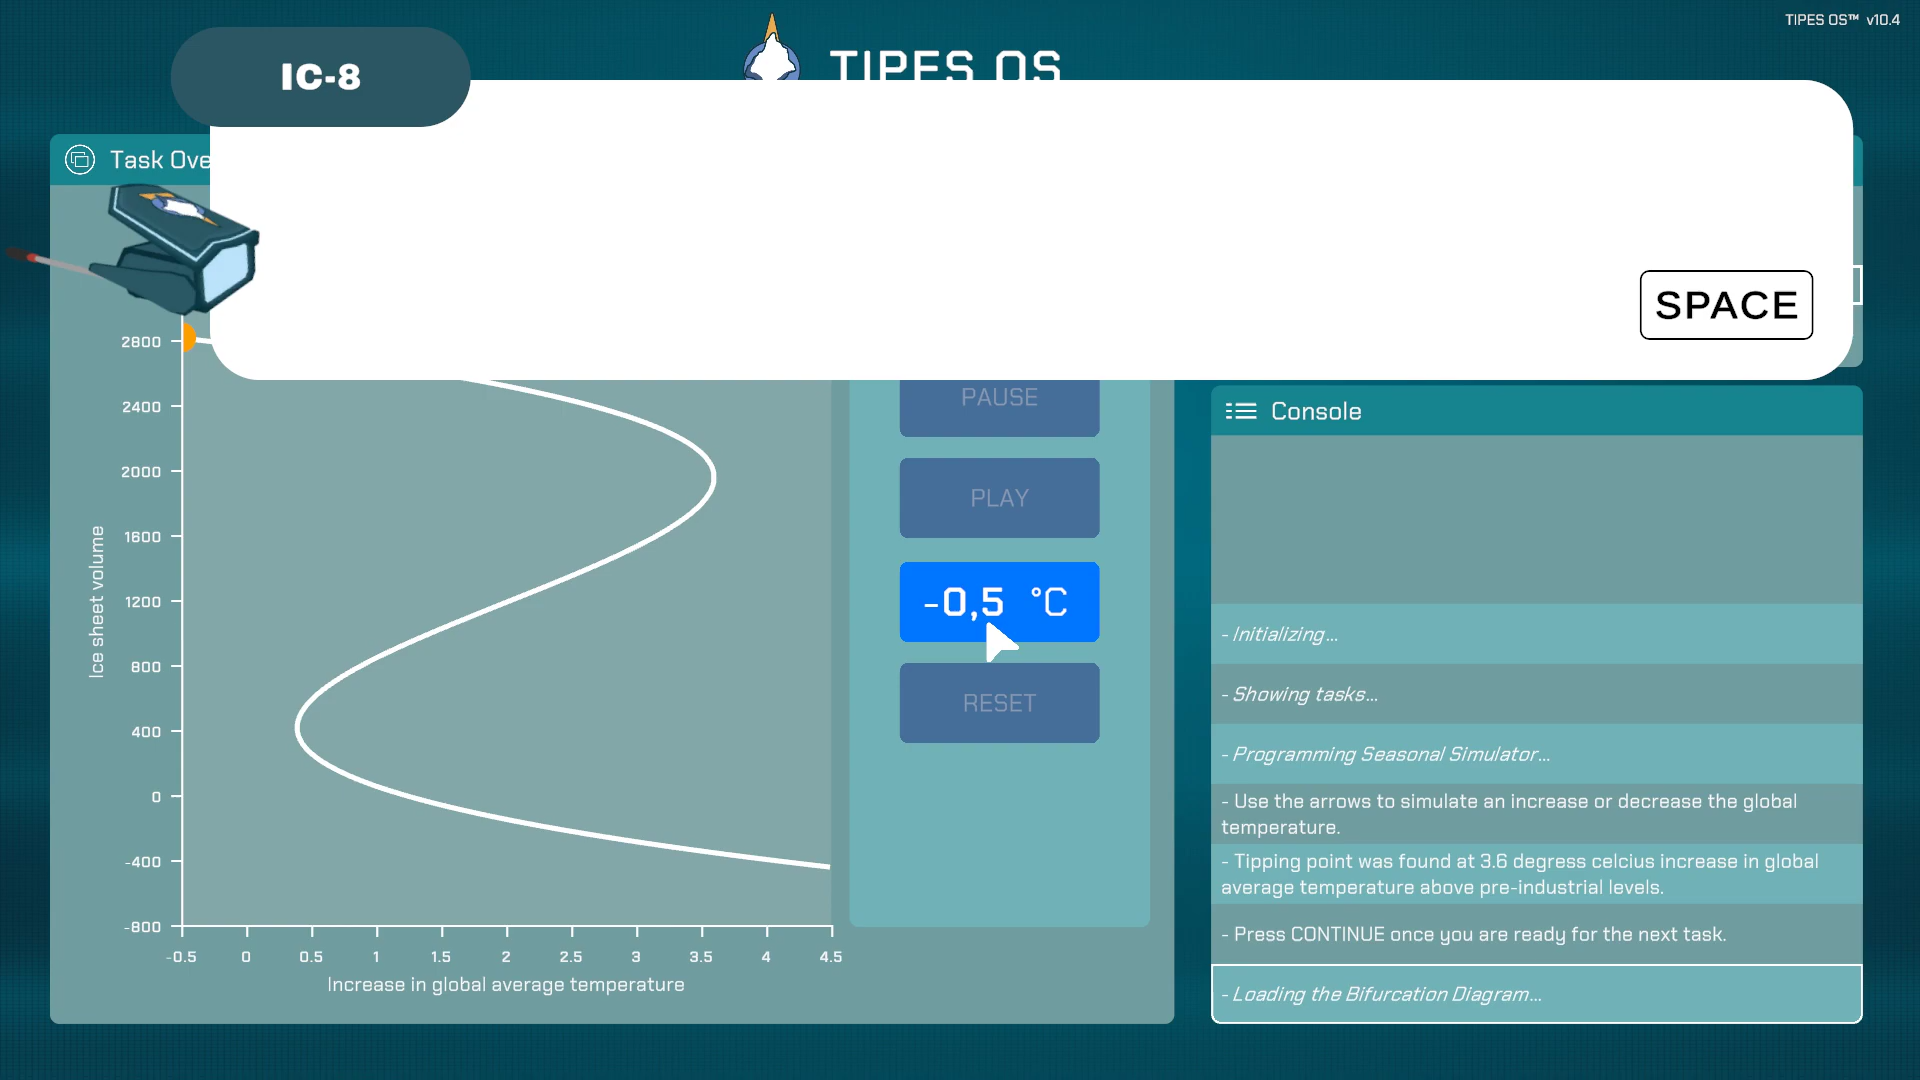 TIPES OS™ v10.4
IC-8
TIPES OS
Task Ove
SPACE
2800
2400
2000
1600
1200
800
400
0
-400
-800
Ice sheet volume
-0.5 0 0.5 1 1.5 2 2.5 3 3.5 4 4.5
Increase in global average temperature
PAUSE
PLAY
-0,5 °C
RESET
Console
- Initializing...
- Showing tasks...
- Programming Seasonal Simulator...
- Use the arrows to simulate an increase or decrease the global
temperature.
- Tipping point was found at 3.6 degress celcius increase in global
average temperature above pre-industrial levels.
- Press CONTINUE once you are ready for the next task.
- Loading the Bifurcation Diagram...